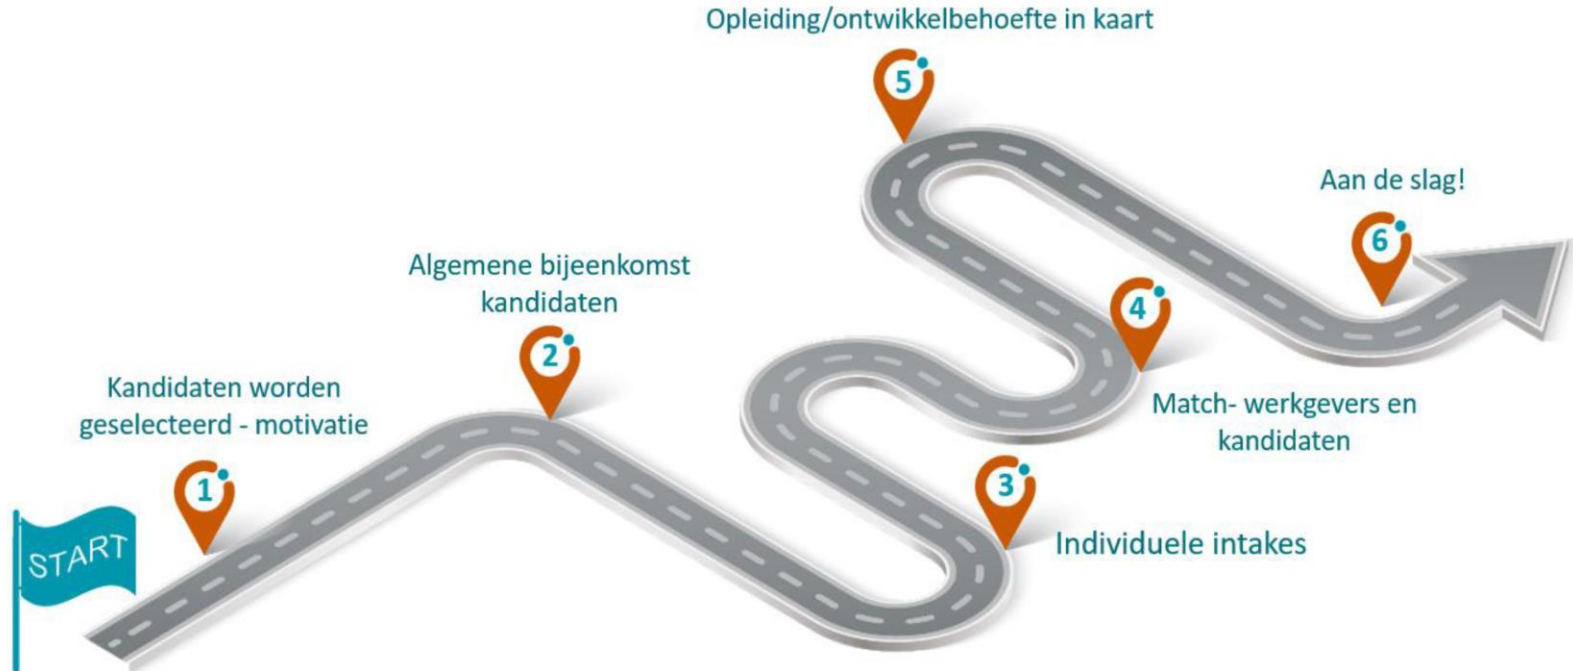 START
1
Kandidaten worden
geselecteerd - motivatie
2
Algemene bijeenkomst
kandidaten
3
Individuele intakes
4
Match- werkgevers en
kandidaten
5
Opleiding/ontwikkelbehoefte in kaart
6
Aan de slag!